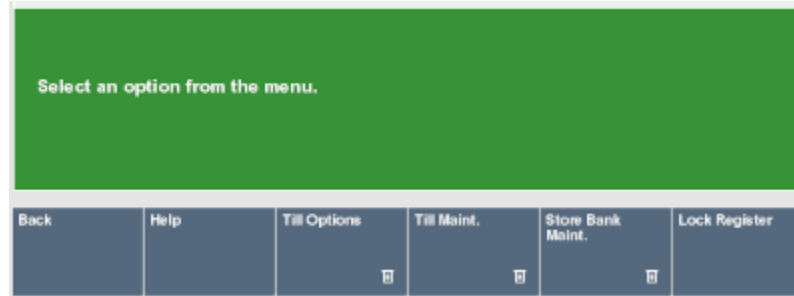 Select an option from the menu.
Back
Help
Till Options
Till Maint.
Store Bank
Maint.
Lock Register